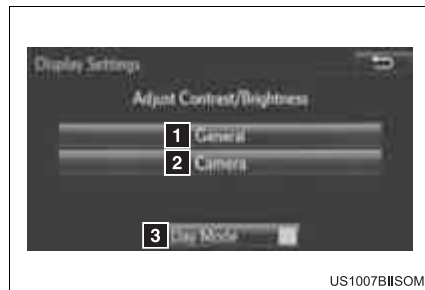 Display Settings
Adjust Contrast/Brightness
1 General
2 Camera
3 Day Mode
US1007BⅡSOM